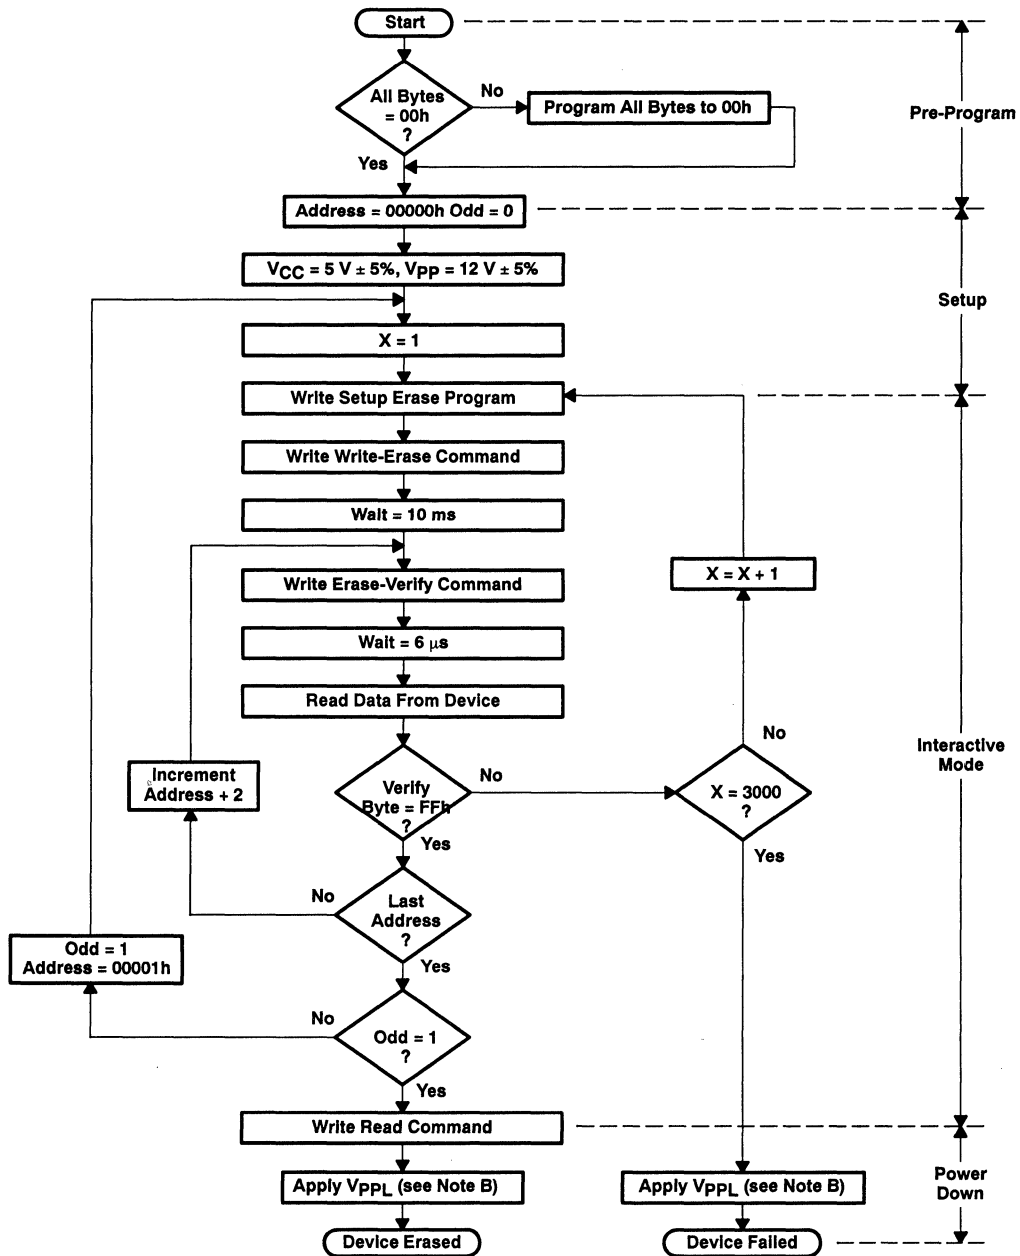 Start
All Bytes
= 00h
?
No
Program All Bytes to 00h
Pre-Program
Yes
Address = 00000h Odd = 0
VCC = 5 V ± 5%, VPP = 12 V ± 5%
Setup
X = 1
Write Setup Erase Program
Write Write-Erase Command
Wait = 10 ms
Write Erase-Verify Command
X = X + 1
Wait = 6 µs
Read Data From Device
No
Interactive
Mode
Increment
Address + 2
Verify
Byte = FFh
?
No
X = 3000
?
Yes
Yes
No
Last
Address
?
Odd = 1
Address = 00001h
Yes
No
Odd = 1
?
Yes
Write Read Command
Power
Down
Apply VPPL (see Note B)
Apply VPPL (see Note B)
Device Erased
Device Failed